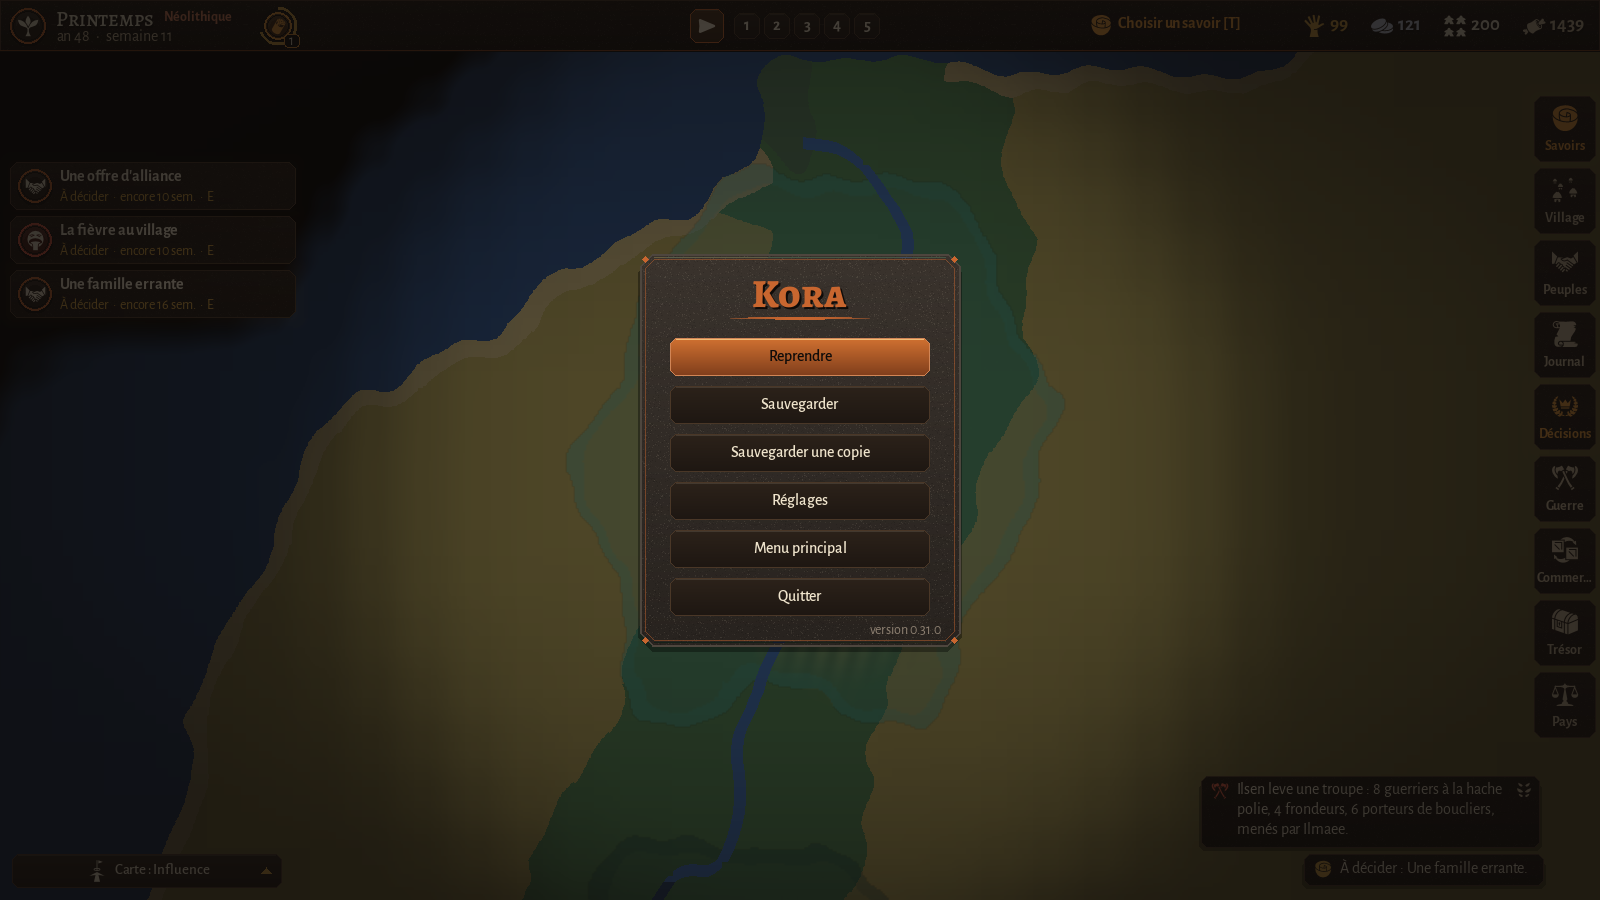 Printemps Néolithique
an 48 · semaine 11
1
1 2 3 4 5
Choisir un savoir [T]
99
121
200
1439
Une offre d'alliance
À décider · encore 10 sem. · E
La fièvre au village
À décider · encore 10 sem. · E
Une famille errante
À décider · encore 16 sem. · E
Kora
Reprendre
Sauvegarder
Sauvegarder une copie
Réglages
Menu principal
Quitter
version 0.31.0
Savoirs
Village
Peuples
Journal
Décisions
Guerre
Commer...
Trésor
Pays
Ilsen leve une troupe : 8 guerriers à la hache
polie, 4 frondeurs, 6 porteurs de boucliers,
menés par Ilmaee.
À décider : Une famille errante.
Carte : Influence